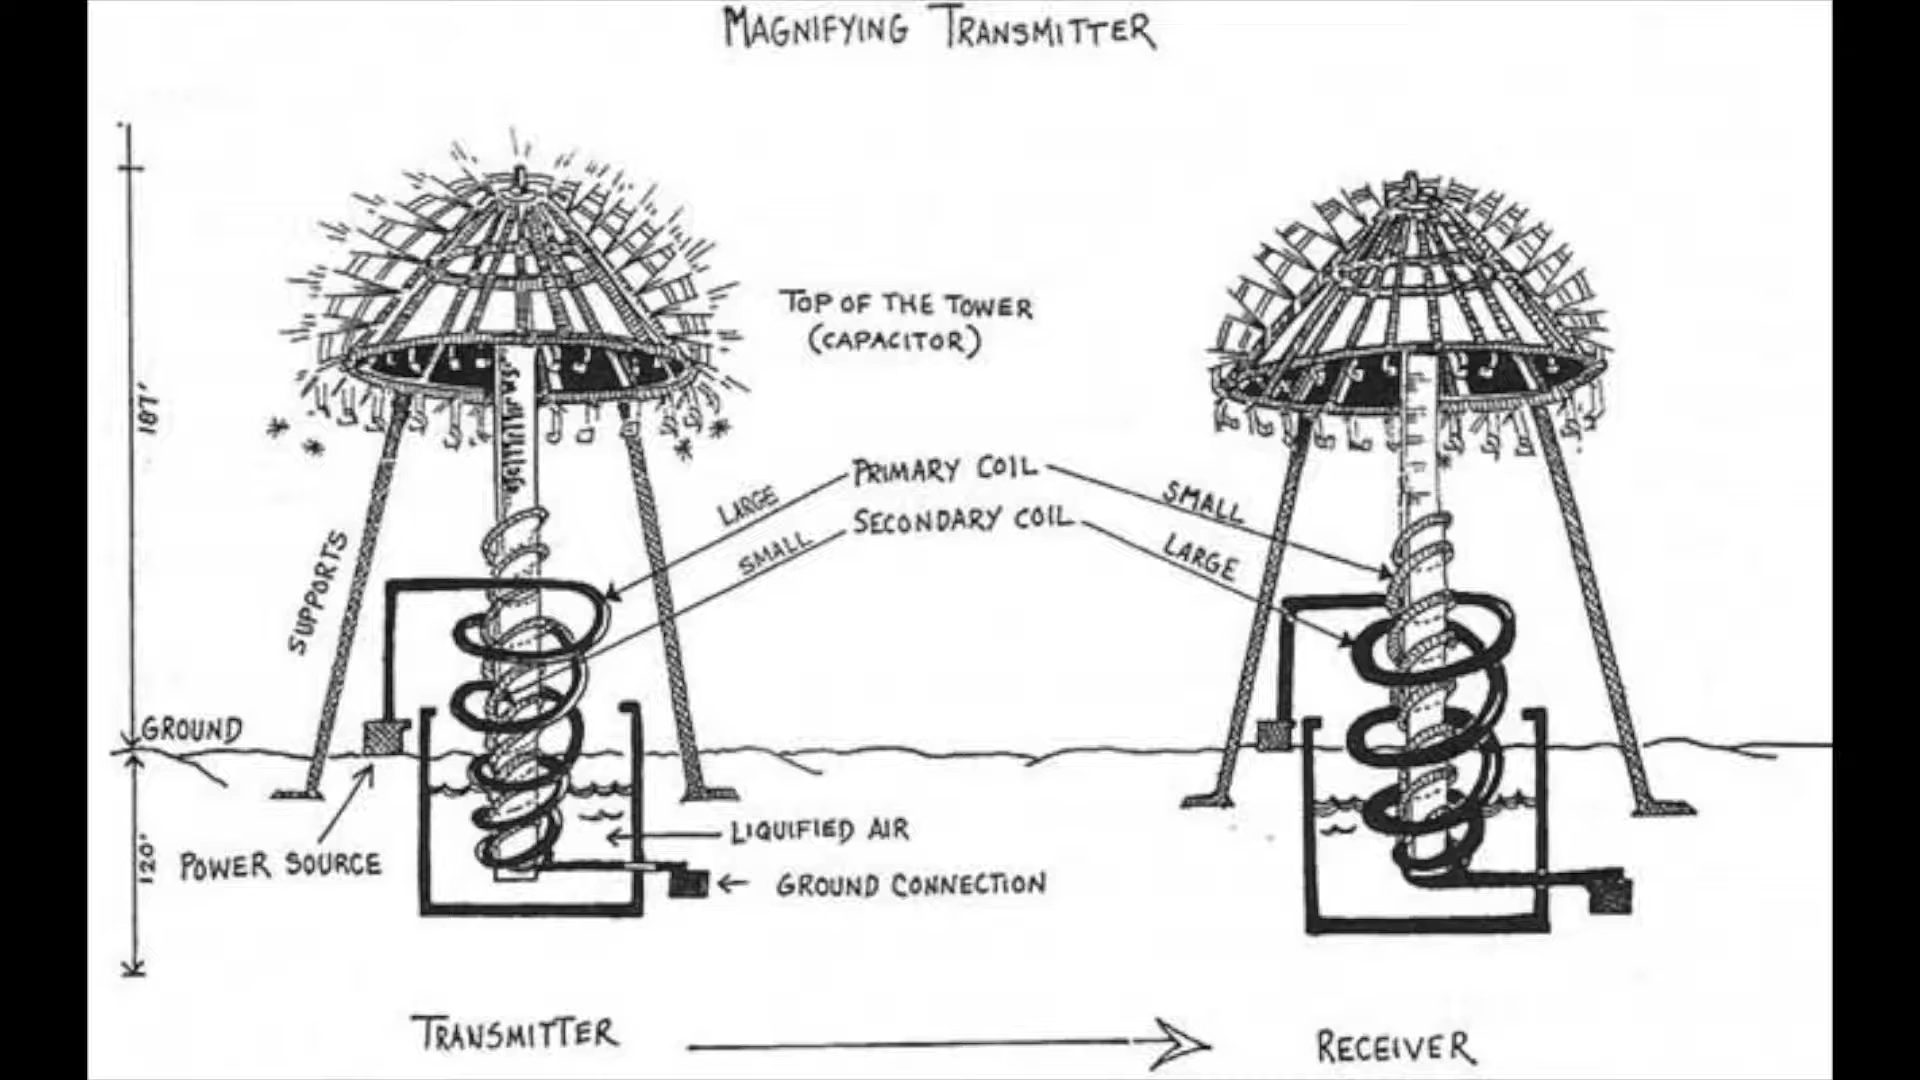 MAGNIFYING TRANSMITTER
TOP OF THE TOWER
(CAPACITOR)
187'
PRIMARY COIL
SECONDARY COIL
LARGE
SMALL
SMALL
LARGE
SUPPORTS
GROUND
120'
POWER SOURCE
LIQUIFIED AIR
GROUND CONNECTION
TRANSMITTER
RECEIVER